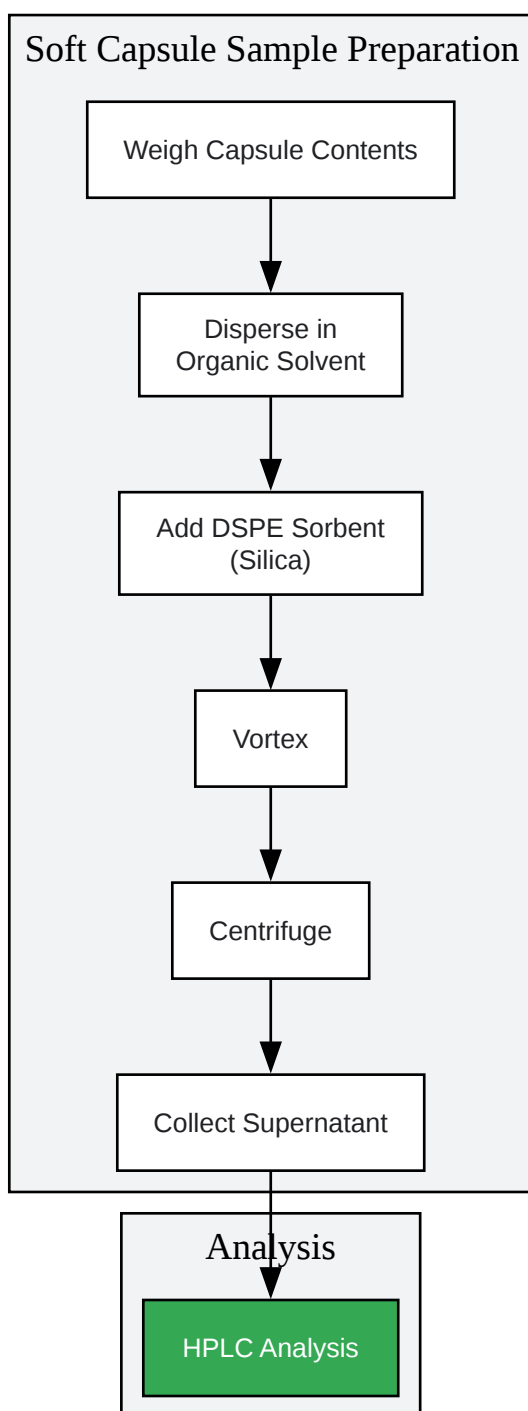 Soft Capsule Sample Preparation
Weigh Capsule Contents
Disperse in
Organic Solvent
Add DSPE Sorbent
(Silica)
Vortex
Centrifuge
Collect Supernatant
Analysis
HPLC Analysis